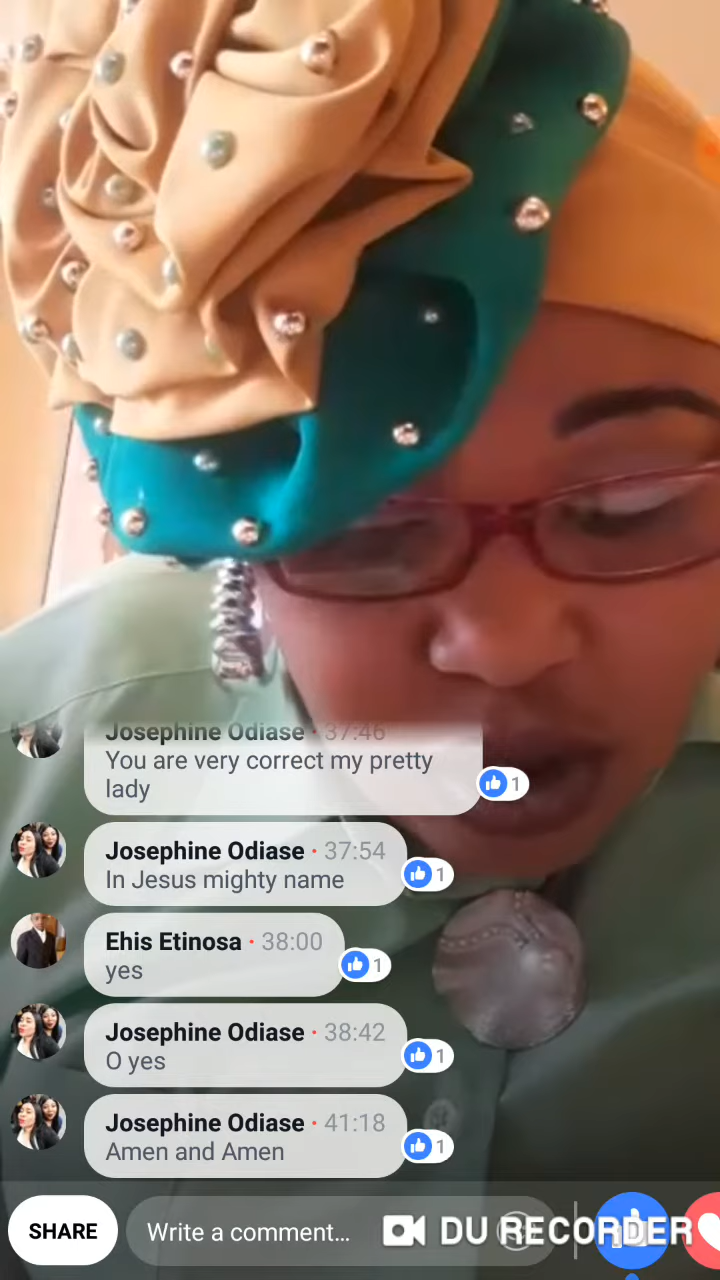 Josephine Odiase · 37:46
You are very correct my pretty
lady
1
Josephine Odiase · 37:54
In Jesus mighty name
1
Ehis Etinosa · 38:00
yes
1
Josephine Odiase · 38:42
O yes
1
Josephine Odiase · 41:18
Amen and Amen
1
SHARE
Write a comment...
DU RECORDER